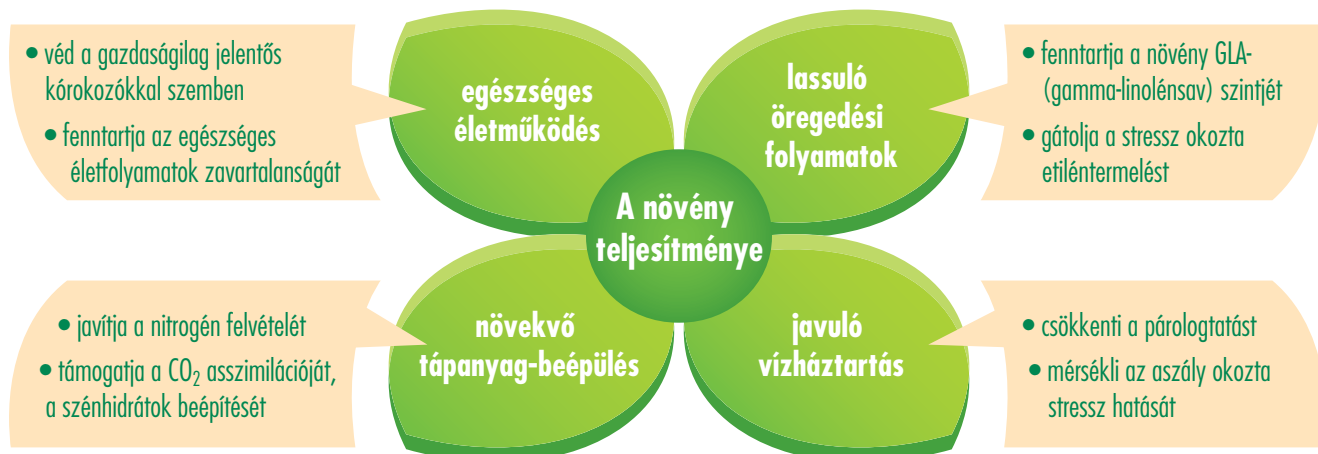 • véd a gazdaságilag jelentős
kórokozókkal szemben
• fenntartja az egészséges
életfolyamatok zavartalanságát
egészséges
életműködés
lassuló
öregedési
folyamatok
• fenntartja a növény GLA-
(gamma-linolénsav) szintjét
• gátolja a stressz okozta
etiléntermelést
A növény
teljesítménye
• javítja a nitrogén felvételét
• támogatja a CO₂ asszimilációját,
a szénhidrátok beépítését
növekvő
tápanyag-beépülés
javuló
vízháztartás
• csökkenti a párologtatást
• mérsékli az aszály okozta
stressz hatását